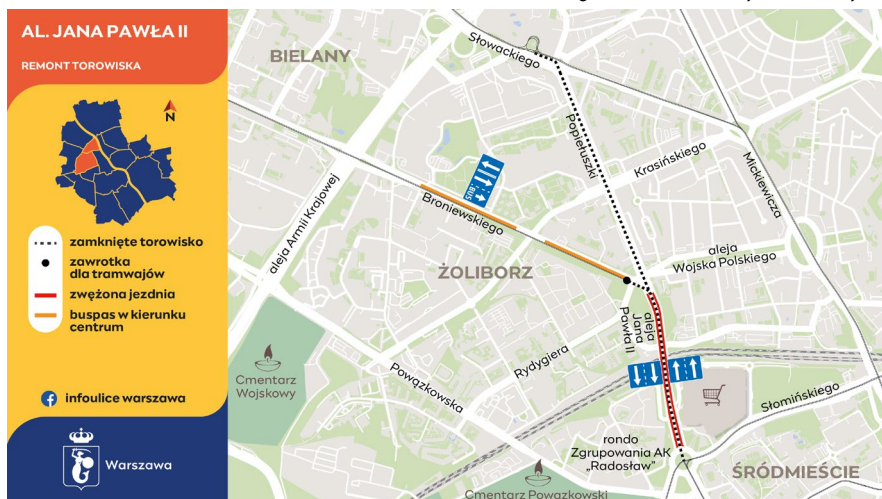 AL. JANA PAWŁA II
REMONT TOROWISKA
N
zamknięte torowisko
zawrotka
dla tramwajów
zwężona jezdnia
buspas w kierunku
centrum
infoulice warszawa
Warszawa
BIELANY
Słowackiego
Popiełuszki
Krasińskiego
Mickiewicza
BUS
Broniewskiego
aleja Armii Krajowej
aleja
Wojska Polskiego
ŻOLIBORZ
aleja
Jana
Pawła II
Rydygiera
Powązkowska
Cmentarz
Wojskowy
Słomińskiego
rondo
Zgrupowania AK
„Radosław”
ŚRÓDMIEŚCIE
Cmentarz Powązkowski